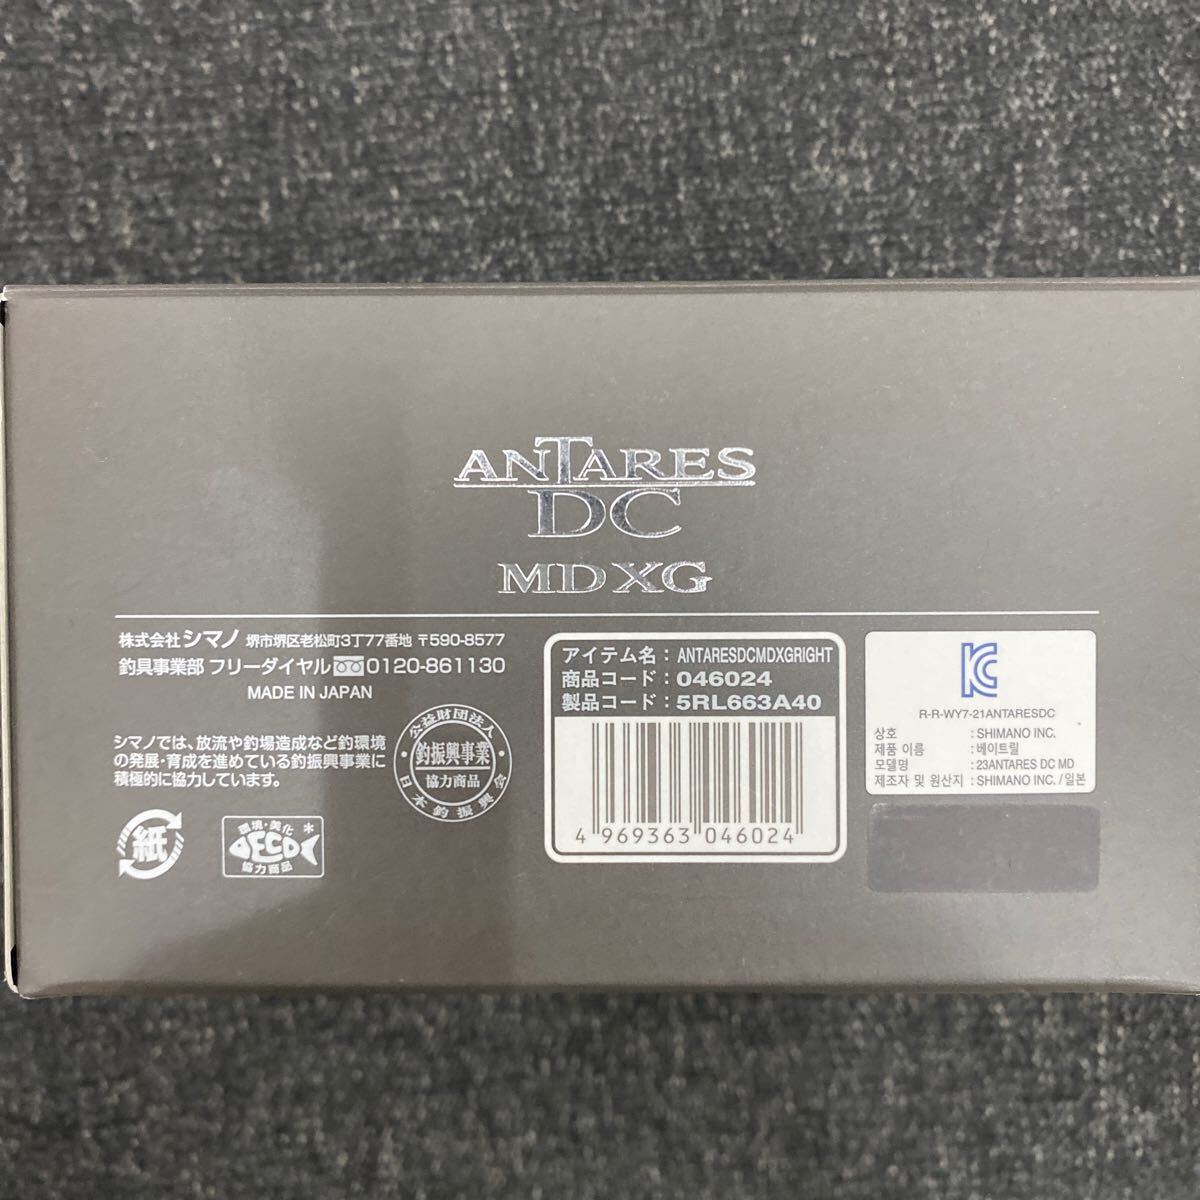 ANTARES
DC
MD XG
株式会社シマノ 堺市堺区老松町3丁77番地 〒590-8577
釣具事業部 フリーダイヤル 0120-861130
MADE IN JAPAN
シマノでは、放流や釣場造成など釣環境
の発展・育成を進めている釣振興事業に
積極的に協力しています。
公益財団法人
釣振興事業
協力商品
日本釣振興会
紙
環境・美化
DECO
協力商品
アイテム名: ANTARESDCMDXGRIGHT
商品コード: 046024
製品コード: 5RL663A40
4 969363 046024
R-R-WY7-21ANTARESDC
상호 : SHIMANO INC.
제품 이름 : 베이트릴
모델명 : 23ANTARES DC MD
제조자 및 원산지 : SHIMANO INC. / 일본